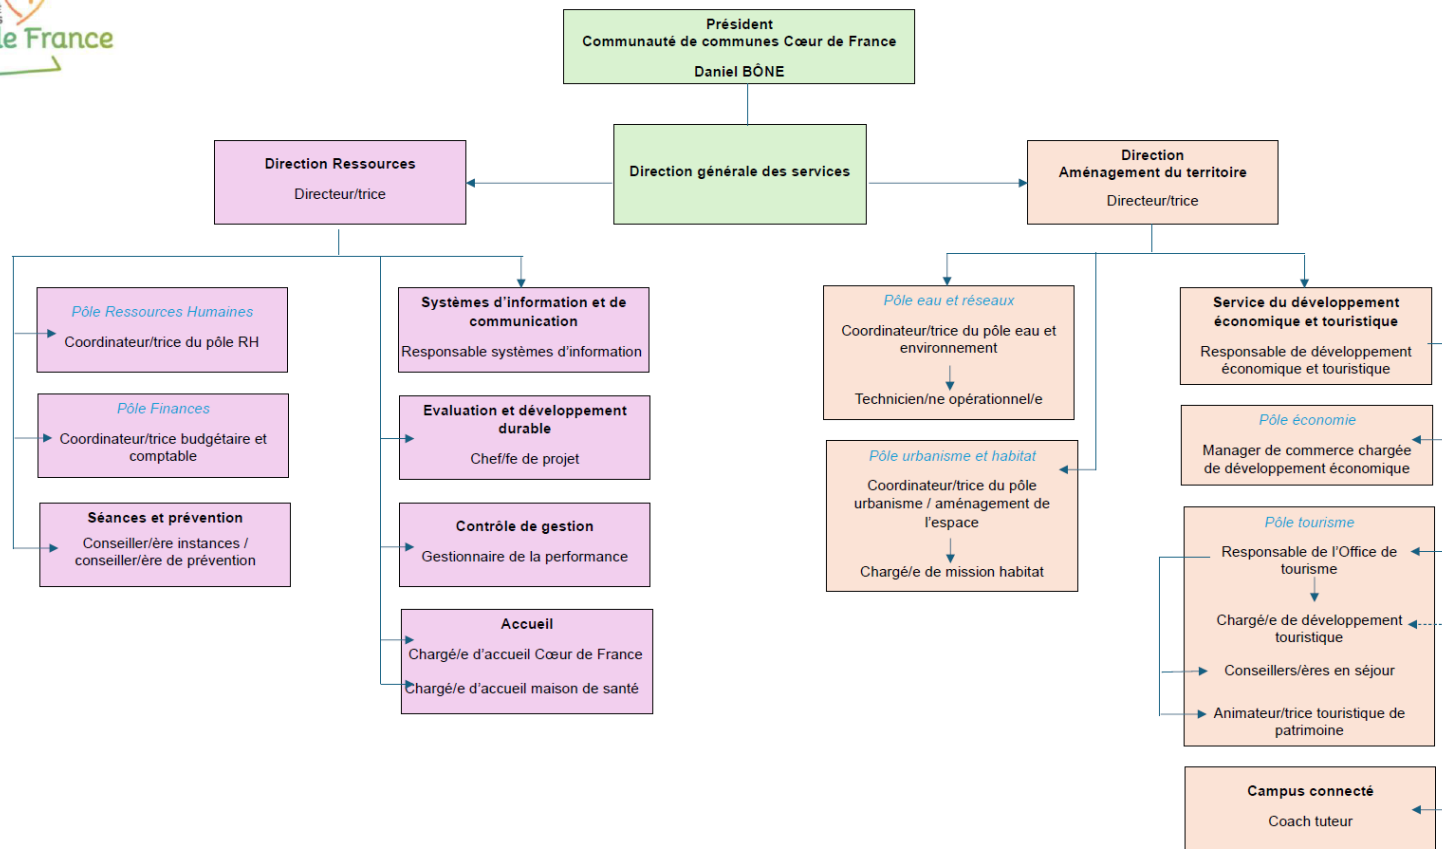 le France
Président
Communauté de communes Cœur de France
Daniel BÔNE
Direction générale des services
Direction Ressources
Directeur/trice
Direction
Aménagement du territoire
Directeur/trice
Pôle Ressources Humaines
Coordinateur/trice du pôle RH
Pôle Finances
Coordinateur/trice budgétaire et
comptable
Séances et prévention
Conseiller/ère instances /
conseiller/ère de prévention
Systèmes d'information et de
communication
Responsable systèmes d'information
Evaluation et développement
durable
Chef/fe de projet
Contrôle de gestion
Gestionnaire de la performance
Accueil
Chargé/e d'accueil Cœur de France
Chargé/e d'accueil maison de santé
Pôle eau et réseaux
Coordinateur/trice du pôle eau et
environnement
Technicien/ne opérationnel/e
Pôle urbanisme et habitat
Coordinateur/trice du pôle
urbanisme / aménagement de
l'espace
Chargé/e de mission habitat
Service du développement
économique et touristique
Responsable de développement
économique et touristique
Pôle économie
Manager de commerce chargée
de développement économique
Pôle tourisme
Responsable de l'Office de
tourisme
Chargé/e de développement
touristique
Conseillers/ères en séjour
Animateur/trice touristique de
patrimoine
Campus connecté
Coach tuteur